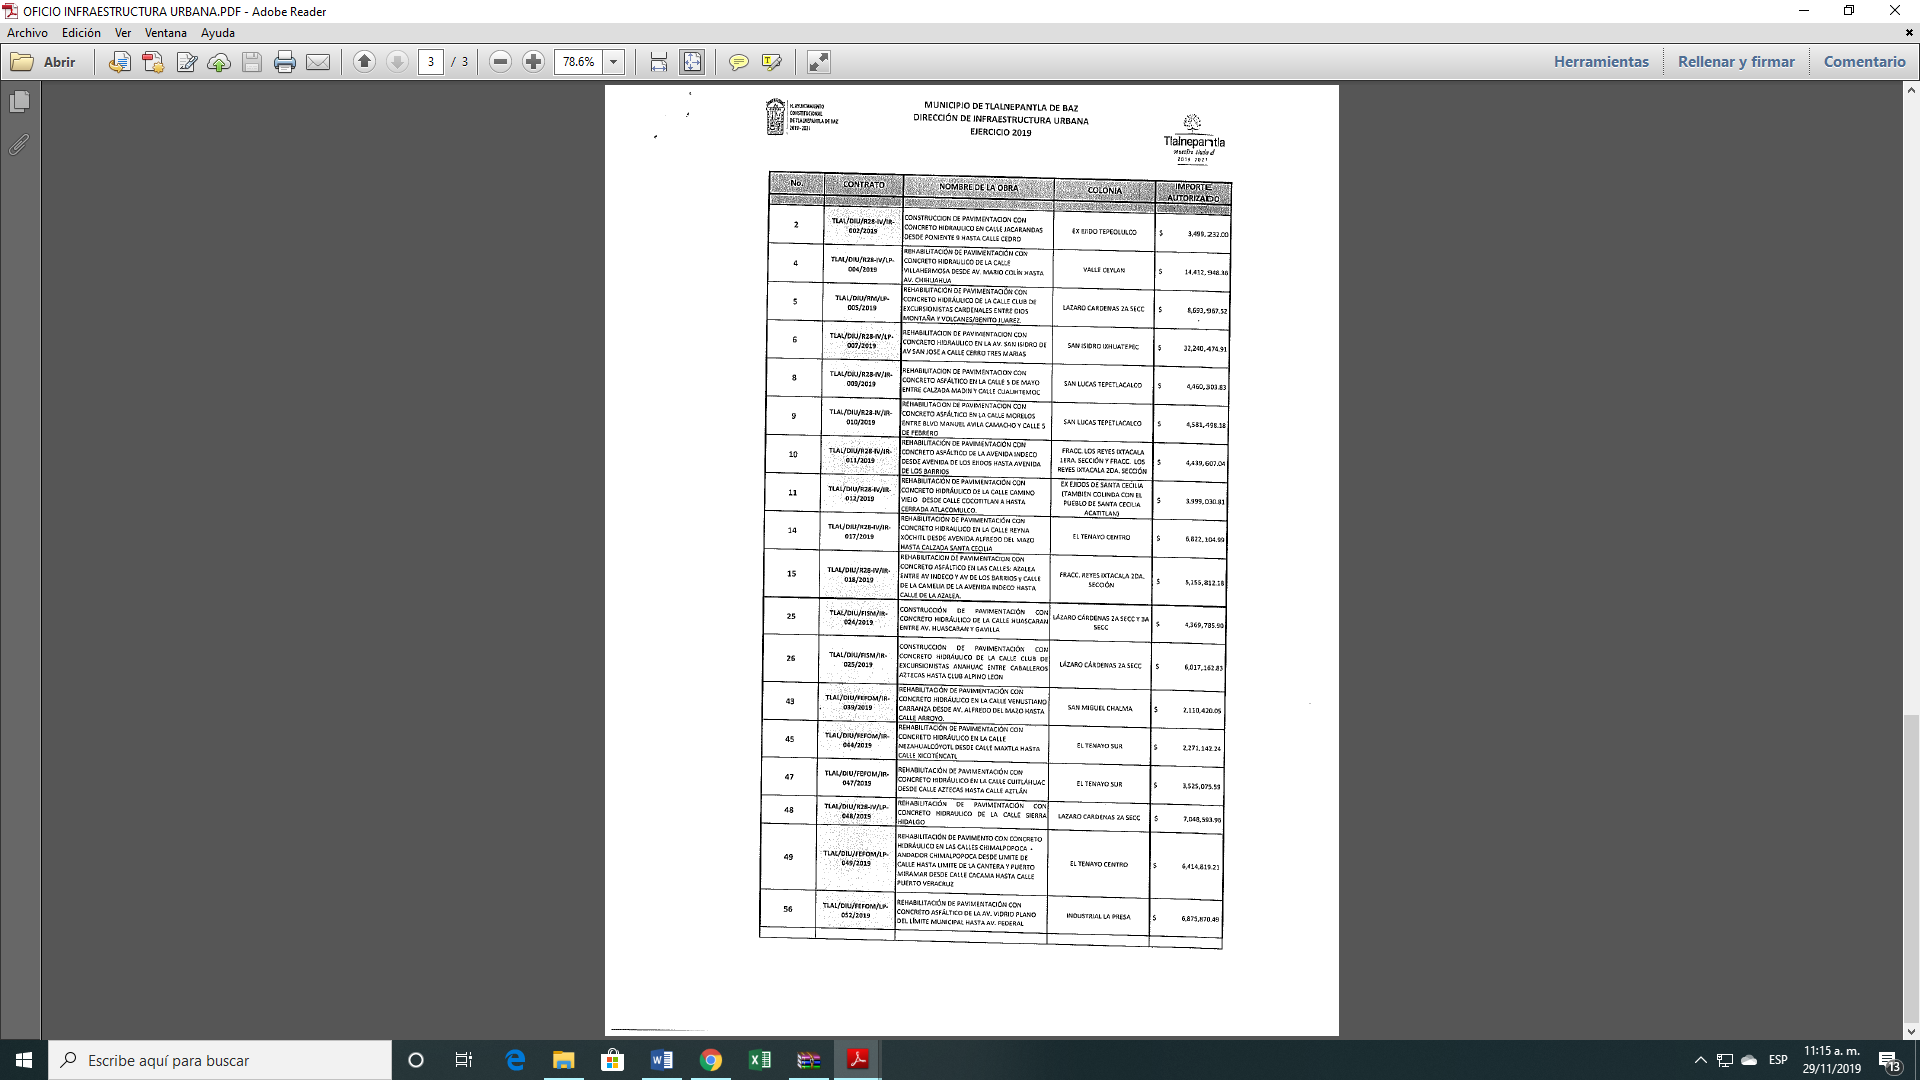 OFICIO INFRAESTRUCTURA URBANA.PDF - Adobe Reader
Archivo Edición Ver Ventana Ayuda
Abrir 3 / 3 78.6% Herramientas Rellenar y firmar Comentario
H. AYUNTAMIENTO
CONSTITUCIONAL
DE TLALNEPANTLA DE BAZ
2019 - 2021
MUNICIPIO DE TLALNEPANTLA DE BAZ
DIRECCIÓN DE INFRAESTRUCTURA URBANA
EJERCICIO 2019
Tlalnepantla
2019 2021
No. CONTRATO NOMBRE DE LA OBRA COLONIA IMPORTE AUTORIZADO
2 TLAL/DIU/R28-IV/IR-002/2019 CONSTRUCCION DE PAVIMENTACION CON CONCRETO HIDRAULICO EN CALLE JACARANDAS DESDE PONIENTE 9 HASTA CALLE CEDRO EX EJIDO TEPEOLULCO $ 3,499,232.00
4 TLAL/DIU/R28-IV/LP-004/2019 REHABILITACIÓN DE PAVIMENTACIÓN CON CONCRETO HIDRAULICO DE LA CALLE VILLAHERMOSA DESDE AV. MARIO COLÍN HASTA AV. CHIHUAHUA VALLE CEYLAN $ 14,412,948.36
5 TLAL/DIU/RM/LP-005/2019 REHABILITACIÓN DE PAVIMENTACIÓN CON CONCRETO HIDRÁULICO DE LA CALLE CLUB DE EXCURSIONISTAS CARDENALES ENTRE DIOS MONTAÑA Y VOLCANES/BENITO JUAREZ. LAZARO CARDENAS 2A SECC $ 8,693,967.52
6 TLAL/DIU/R28-IV/LP-007/2019 REHABILITACION DE PAVIMENTACION CON CONCRETO HIDRAULICO EN LA AV. SAN ISIDRO DE AV SAN JOSE A CALLE CERRO TRES MARIAS SAN ISIDRO IXHUATEPEC $ 32,240,474.91
8 TLAL/DIU/R28-IV/IR-009/2019 REHABILITACION DE PAVIMENTACION CON CONCRETO ASFÁLTICO EN LA CALLE 5 DE MAYO ENTRE CALZADA MADIN Y CALLE CUAUHTEMOC SAN LUCAS TEPETLACALCO $ 4,460,303.83
9 TLAL/DIU/R28-IV/IR-010/2019 REHABILITACION DE PAVIMENTACION CON CONCRETO ASFÁLTICO EN LA CALLE MORELOS ENTRE BLVD MANUEL AVILA CAMACHO Y CALLE 5 DE FEBRERO SAN LUCAS TEPETLACALCO $ 4,581,498.18
10 TLAL/DIU/R28-IV/IR-011/2019 REHABILITACIÓN DE PAVIMENTACIÓN CON CONCRETO ASFÁLTICO DE LA AVENIDA INDECO DESDE AVENIDA DE LOS EJIDOS HASTA AVENIDA DE LOS BARRIOS FRACC. LOS REYES IXTACALA 1ERA. SECCIÓN Y FRACC. LOS REYES IXTACALA 2DA. SECCIÓN $ 4,439,607.04
11 TLAL/DIU/R28-IV/IR-012/2019 REHABILITACIÓN DE PAVIMENTACIÓN CON CONCRETO HIDRÁULICO DE LA CALLE CAMINO VIEJO DESDE CALLE COCOTITLAN A HASTA CERRADA ATLACOMULCO. EX EJIDOS DE SANTA CECILIA (TAMBIEN COLINDA CON EL PUEBLO DE SANTA CECILIA ACATITLAN) $ 3,999,030.81
14 TLAL/DIU/R28-IV/IR-017/2019 REHABILITACION DE PAVIMENTACIÓN CON CONCRETO HIDRAULICO EN LA CALLE REYNA XOCHITL DESDE AVENIDA ALFREDO DEL MAZO HASTA CALZADA SANTA CECILIA EL TENAYO CENTRO $ 6,822,104.99
15 TLAL/DIU/R28-IV/IR-018/2019 REHABILITACION DE PAVIMENTACIÓN CON CONCRETO ASFÁLTICO EN LAS CALLES: AZALEA ENTRE AV INDECO Y AV DE LOS BARRIOS y CALLE DE LA CAMELIA DE LA AVENIDA INDECO HASTA CALLE DE LA AZALEA. FRACC. REYES IXTACALA 2DA. SECCIÓN $ 5,155,812.18
25 TLAL/DIU/FISM/IR-024/2019 CONSTRUCCIÓN DE PAVIMENTACIÓN CON CONCRETO HIDRÁULICO DE LA CALLE HUASCARAN ENTRE AV. HUASCARAN Y GAVILLA LÁZARO CÁRDENAS 2A SECC Y 3A SECC $ 4,369,785.90
26 TLAL/DIU/FISM/IR-025/2019 CONSTRUCCIÓN DE PAVIMENTACIÓN CON CONCRETO HIDRÁULICO DE LA CALLE CLUB DE EXCURSIONISTAS ANAHUAC ENTRE CABALLEROS AZTECAS HASTA CLUB ALPINO LEON LÁZARO CÁRDENAS 2A SECC $ 6,017,162.83
43 TLAL/DIU/FEFOM/IR-039/2019 REHABILITACIÓN DE PAVIMENTACIÓN CON CONCRETO HIDRÁULICO EN LA CALLE VENUSTIANO CARRANZA DESDE AV. ALFREDO DEL MAZO HASTA CALLE ARROYO. SAN MIGUEL CHALMA $ 2,110,420.05
45 TLAL/DIU/FEFOM/IR-044/2019 REHABILITACIÓN DE PAVIMENTACIÓN CON CONCRETO HIDRÁULICO EN LA CALLE NEZAHUALCÓYOTL DESDE CALLE MAXTLA HASTA CALLE XICOTÉNCATL EL TENAYO SUR $ 2,271,142.24
47 TLAL/DIU/FEFOM/IR-047/2019 REHABILITACIÓN DE PAVIMENTACIÓN CON CONCRETO HIDRÁULICO EN LA CALLE CUITLÁHUAC DESDE CALLE AZTECAS HASTA CALLE AZTLÁN EL TENAYO SUR $ 3,525,075.59
48 TLAL/DIU/R28-IV/LP-048/2019 REHABILITACIÓN DE PAVIMENTACIÓN CON CONCRETO HIDRAULICO DE LA CALLE SIERRA HIDALGO LAZARO CARDENAS 2A SECC $ 7,048,593.96
49 TLAL/DIU/FEFOM/LP-049/2019 REHABILITACIÓN DE PAVIMENTO CON CONCRETO HIDRÁULICO EN LAS CALLES CHIMALPOPOCA - ANDADOR CHIMALPOPOCA DESDE LIMITE DE CALLE HASTA LIMITE DE LA CANTERA Y PUERTO MIRAMAR DESDE CALLE CACAMA HASTA CALLE PUERTO VERACRUZ EL TENAYO CENTRO $ 6,414,819.21
56 TLAL/DIU/FEFOM/LP-052/2019 REHABILITACIÓN DE PAVIMENTACIÓN CON CONCRETO ASFÁLTICO DE LA AV. VIDRIO PLANO DEL LÍMITE MUNICIPAL HASTA AV. FEDERAL INDUSTRIAL LA PRESA $ 6,875,870.49
Escribe aquí para buscar
ESP
11:15 a. m.
29/11/2019
13